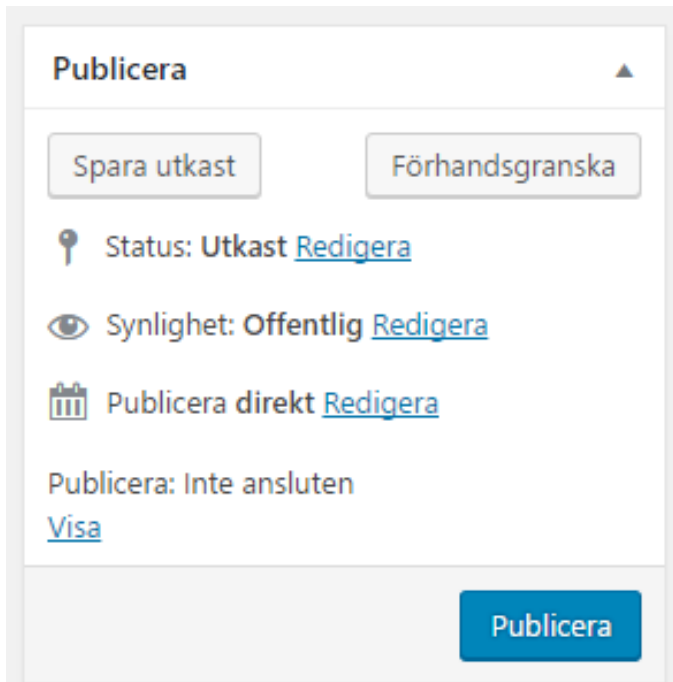 Publicera
Spara utkast Förhandsgranska
Status: Utkast Redigera
Synlighet: Offentlig Redigera
Publicera direkt Redigera
Publicera: Inte ansluten
Visa
Publicera